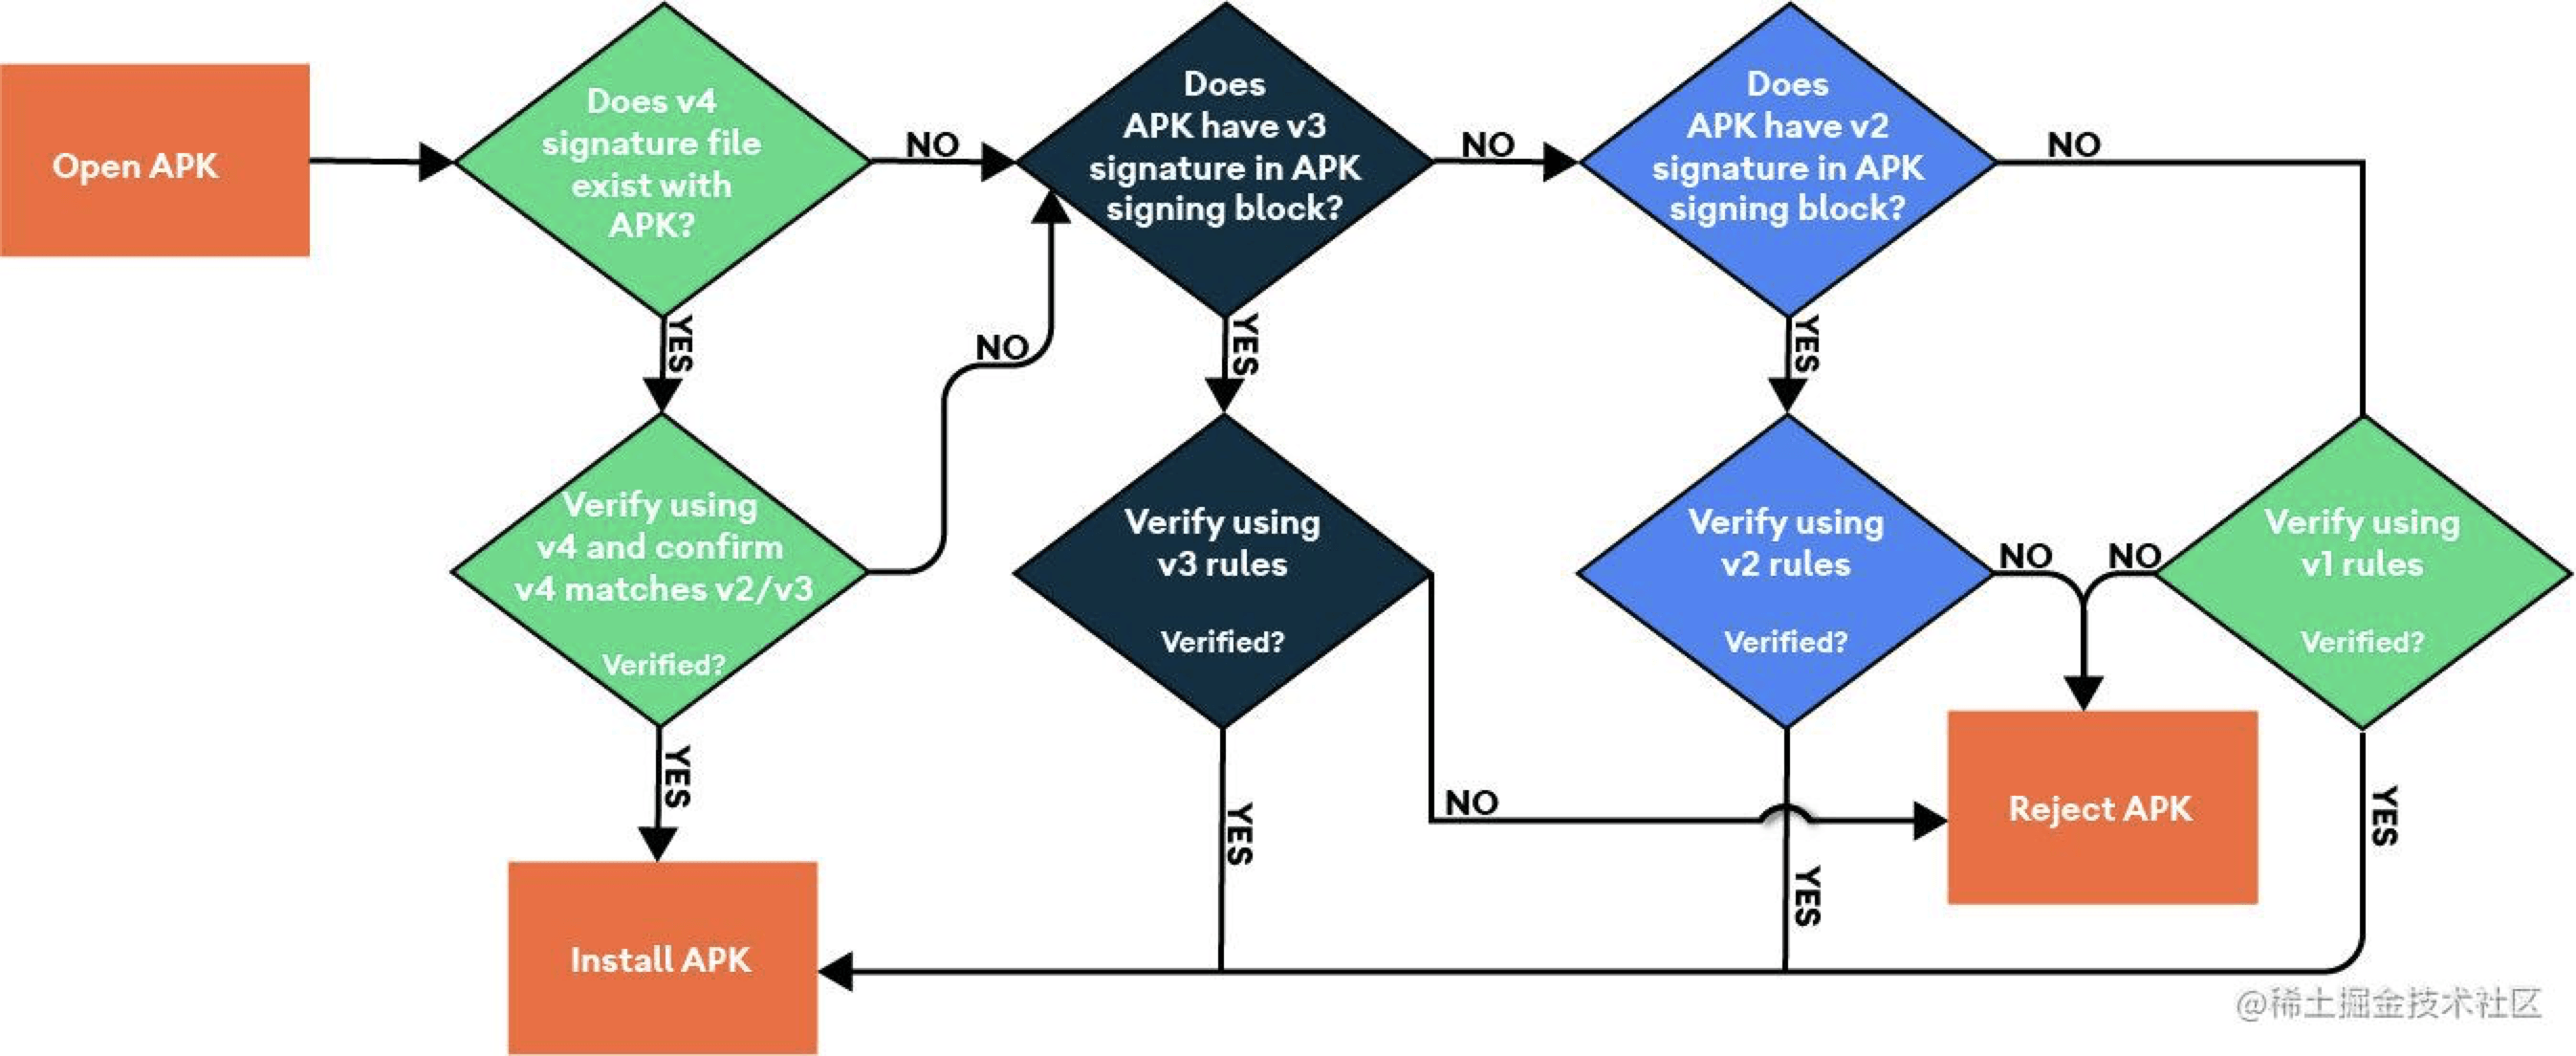 Open APK
Does v4
signature file
exist with
APK?
NO
Does
APK have v3
signature in APK
signing block?
NO
Does
APK have v2
signature in APK
signing block?
NO
YES
NO
YES
YES
Verify using
v4 and confirm
v4 matches v2/v3
Verified?
Verify using
v3 rules
Verified?
Verify using
v2 rules
Verified?
NO
NO
Verify using
v1 rules
Verified?
YES
YES
NO
YES
Reject APK
YES
Install APK
@稀土掘金技术社区